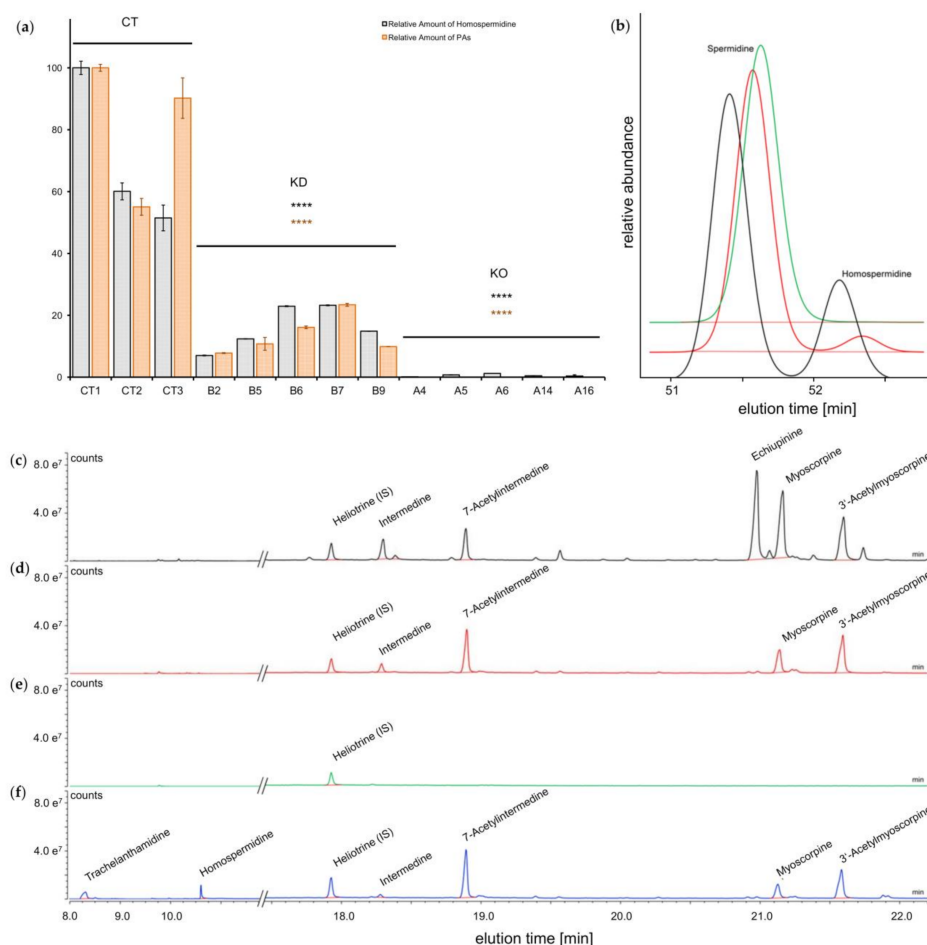 (a)
CT
Relative Amount of Homospermidine
Relative Amount of PAs
100
80
60
40
20
0
KD
****
****
KO
****
****
CT1 CT2 CT3 B2 B5 B6 B7 B9 A4 A5 A6 A14 A16
(b)
Spermidine
Homospermidine
relative abundance
51 52
elution time [min]
(c)
counts
8.0 e⁷
4.0 e⁷
Heliotrine (IS)
Intermedine
7-Acetylintermedine
Echiupinine
Myoscorpine
3'-Acetylmyosporpine
min
(d)
counts
8.0 e⁷
4.0 e⁷
Heliotrine (IS)
Intermedine
7-Acetylintermedine
Myoscorpine
3'-Acetylmyoscorpine
min
(e)
counts
8.0 e⁷
4.0 e⁷
Heliotrine (IS)
min
(f)
counts
8.0 e⁷
4.0 e⁷
Trachelanthamidine
Homospermidine
Heliotrine (IS)
Intermedine
7-Acetylintermedine
Myoscorpine
3'-Acetylmyoscorpine
min
8.0 9.0 10.0 18.0 19.0 20.0 21.0 22.0
elution time [min]